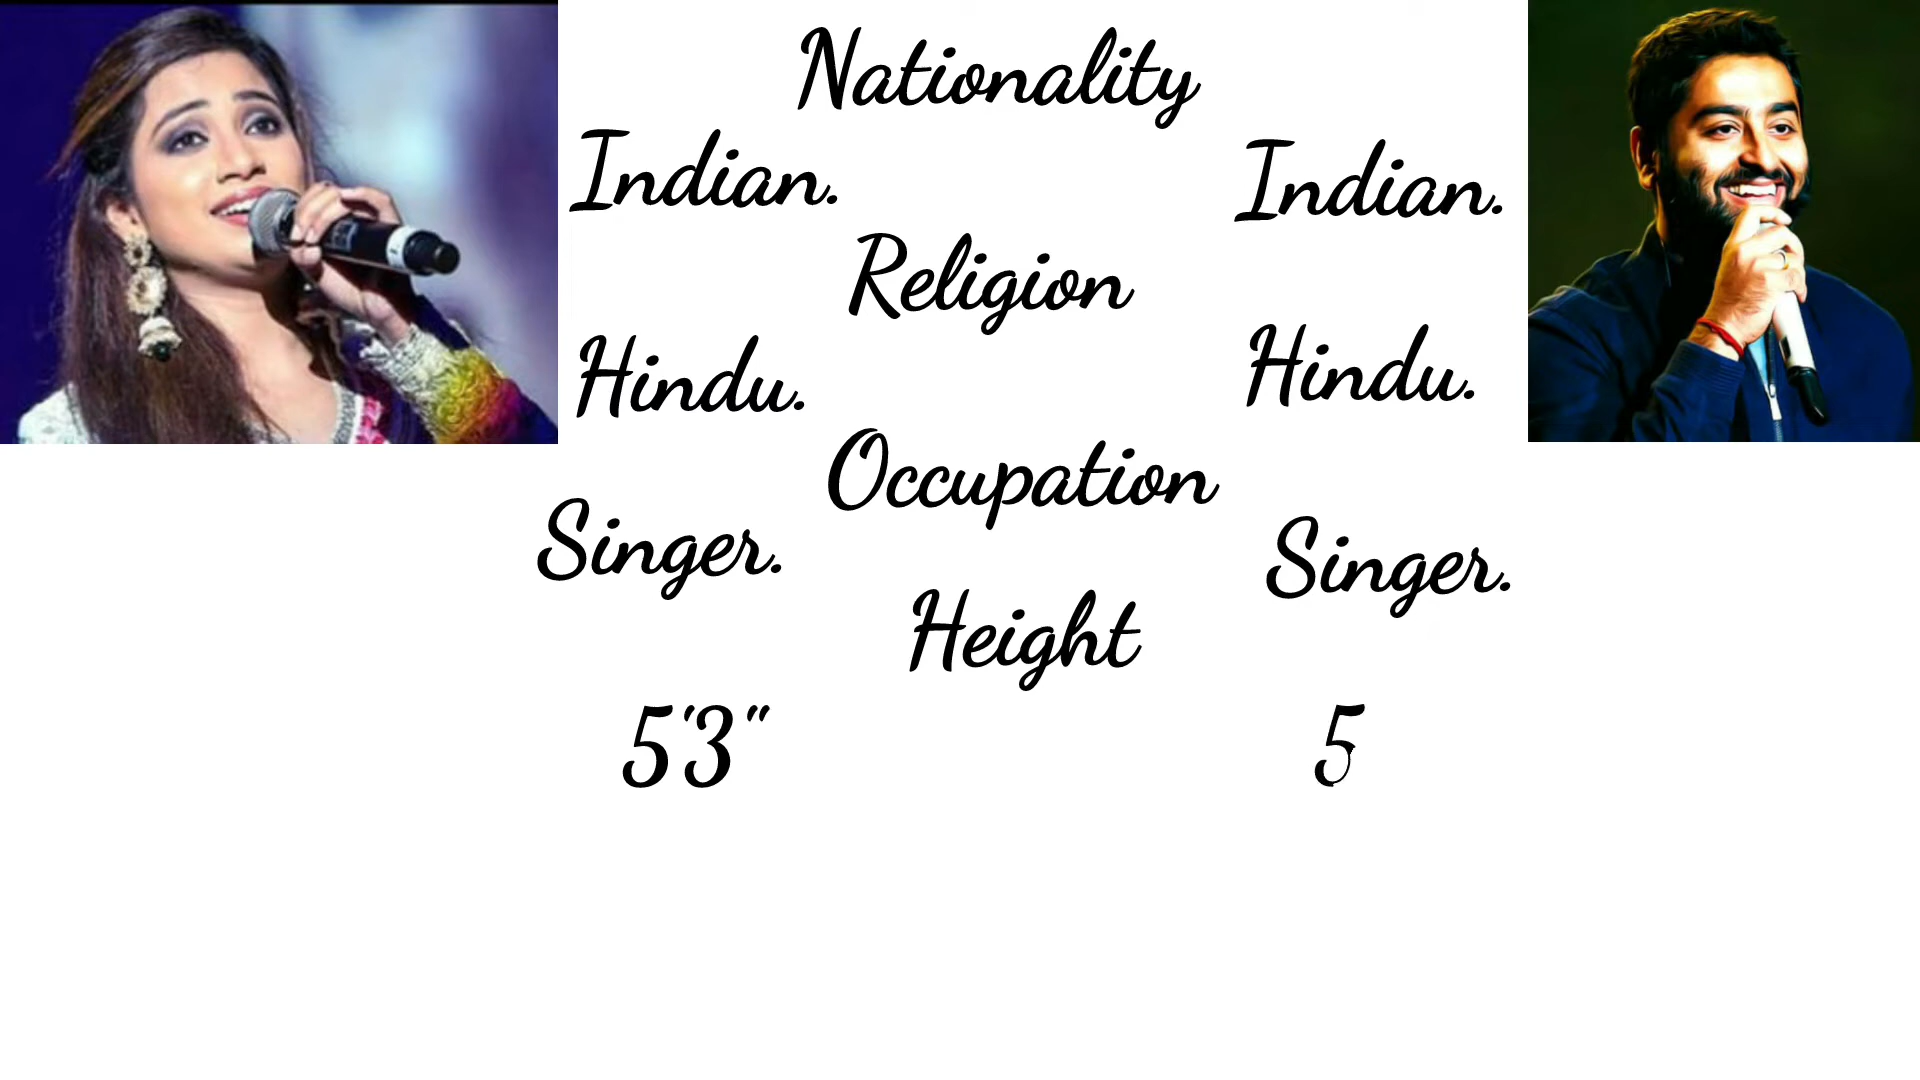 Nationality
Indian. Indian.
Religion
Hindu. Hindu.
Occupation
Singer. Singer.
Height
5'3" 5